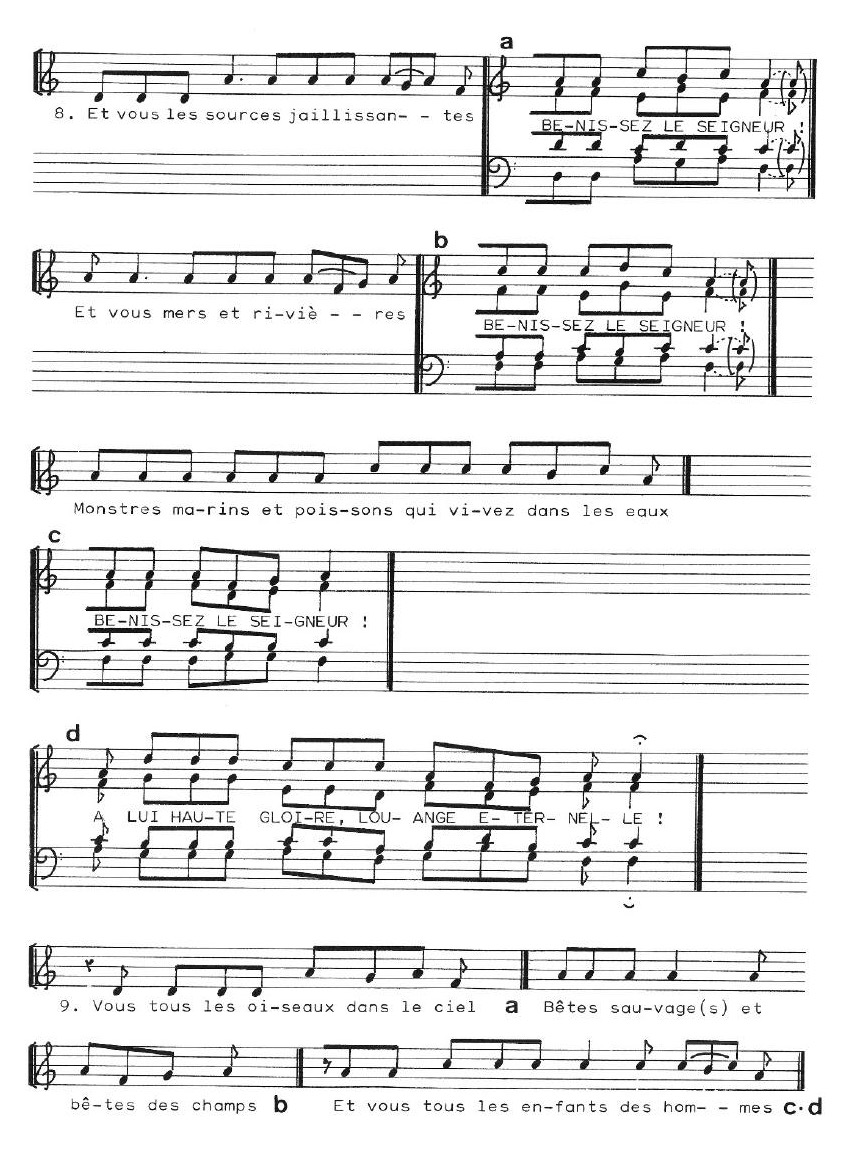 a
8. Et vous les sources jaillissan- - tes
BE-NIS-SEZ LE SEIGNEUR !
b
Et vous mers et ri-viè - - res
BE-NIS-SEZ LE SEIGNEUR !
Monstres ma-rins et pois-sons qui vi-vez dans les eaux
c
BE-NIS-SEZ LE SEI-GNEUR !
d
A LUI HAU-TE GLOI-RE, LOU- ANGE E- TER- NEL- LE !
9. Vous tous les oi-seaux dans le ciel a Bêtes sau-vage(s) et
bê-tes des champs b Et vous tous les en-fants des hom- - mes c·d